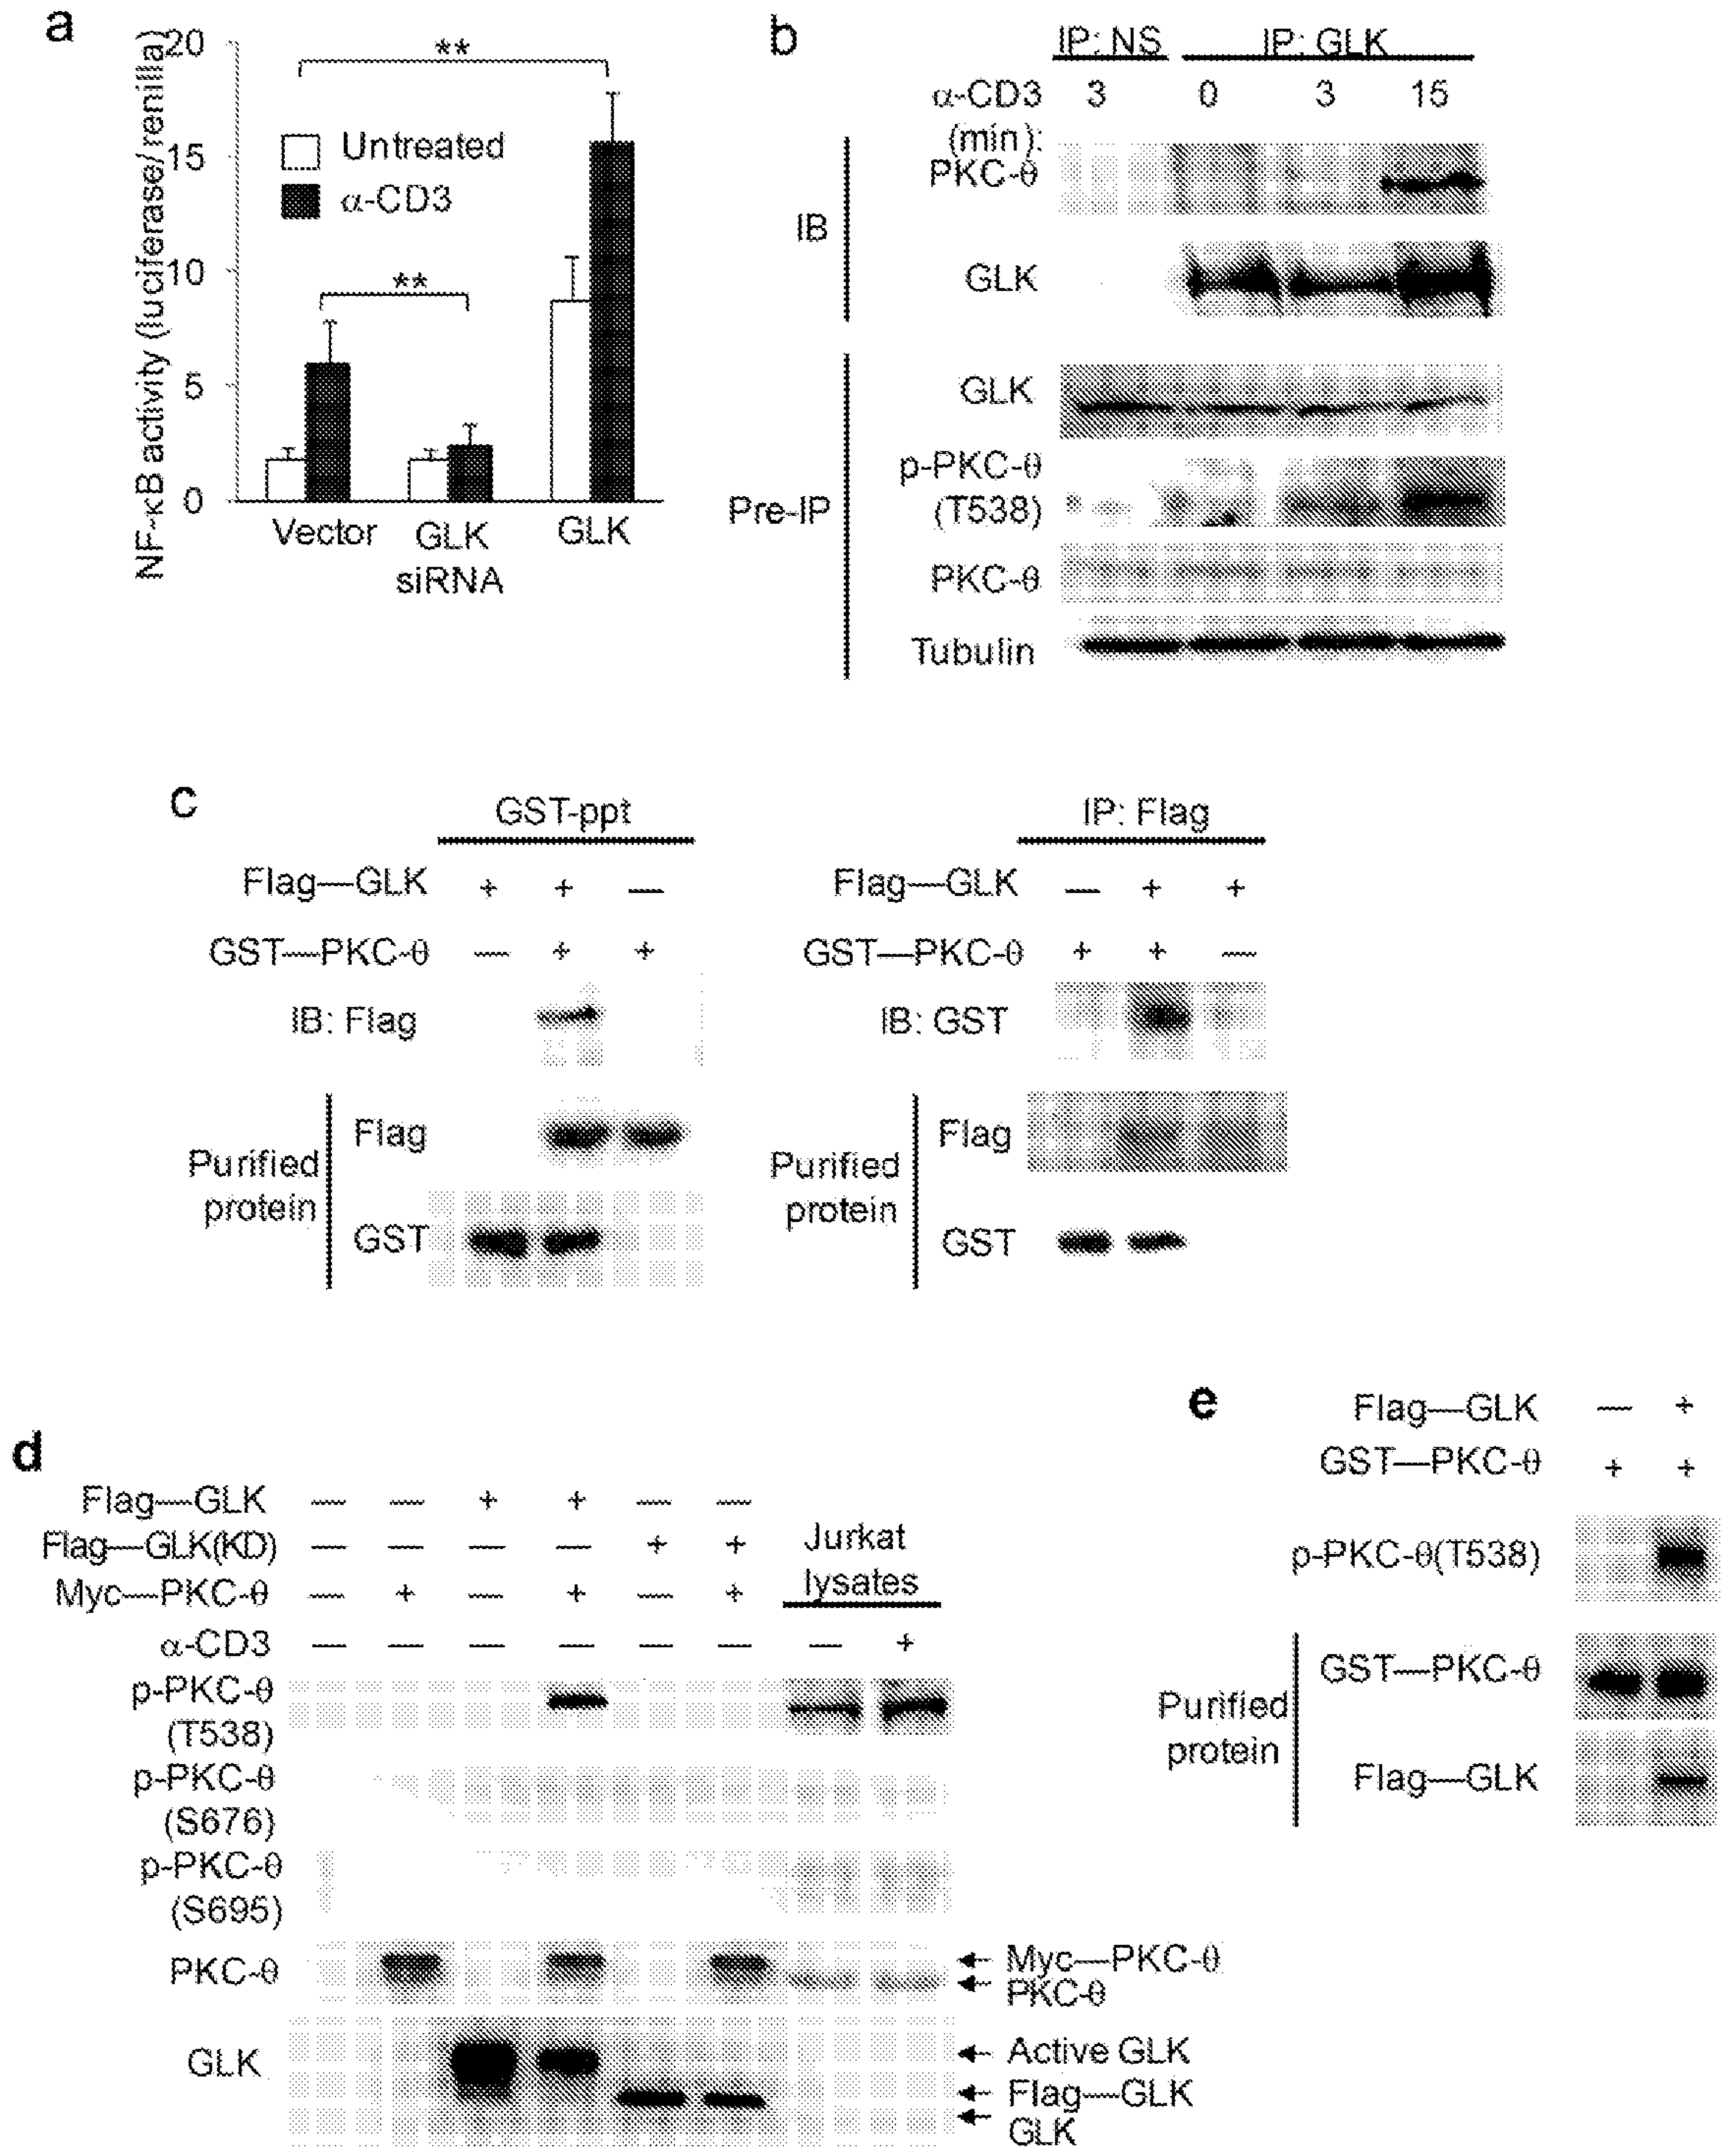 a
NF-κB activity (luciferase/renilla)
20
15
10
5
0
**
**
Untreated
α-CD3
Vector
GLK
siRNA
GLK
b
IP: NS
IP: GLK
α-CD3
(min):
3 0 3 15
IB
PKC-θ
GLK
Pre-IP
GLK
p-PKC-θ
(T538)
PKC-θ
Tubulin
c
GST-ppt
Flag—GLK + + —
GST—PKC-θ — + +
IB: Flag
Purified
protein
Flag
GST
IP: Flag
Flag—GLK — + +
GST—PKC-θ + + —
IB: GST
Purified
protein
Flag
GST
d
Flag—GLK — — + + — —
Flag—GLK(KD) — — — — + +
Myc—PKC-θ — + — + — +
Jurkat
lysates
α-CD3 — — — — — — — +
p-PKC-θ
(T538)
p-PKC-θ
(S676)
p-PKC-θ
(S695)
PKC-θ
← Myc—PKC-θ
← PKC-θ
GLK
← Active GLK
← Flag—GLK
← GLK
e
Flag—GLK — +
GST—PKC-θ + +
p-PKC-θ(T538)
Purified
protein
GST—PKC-θ
Flag—GLK